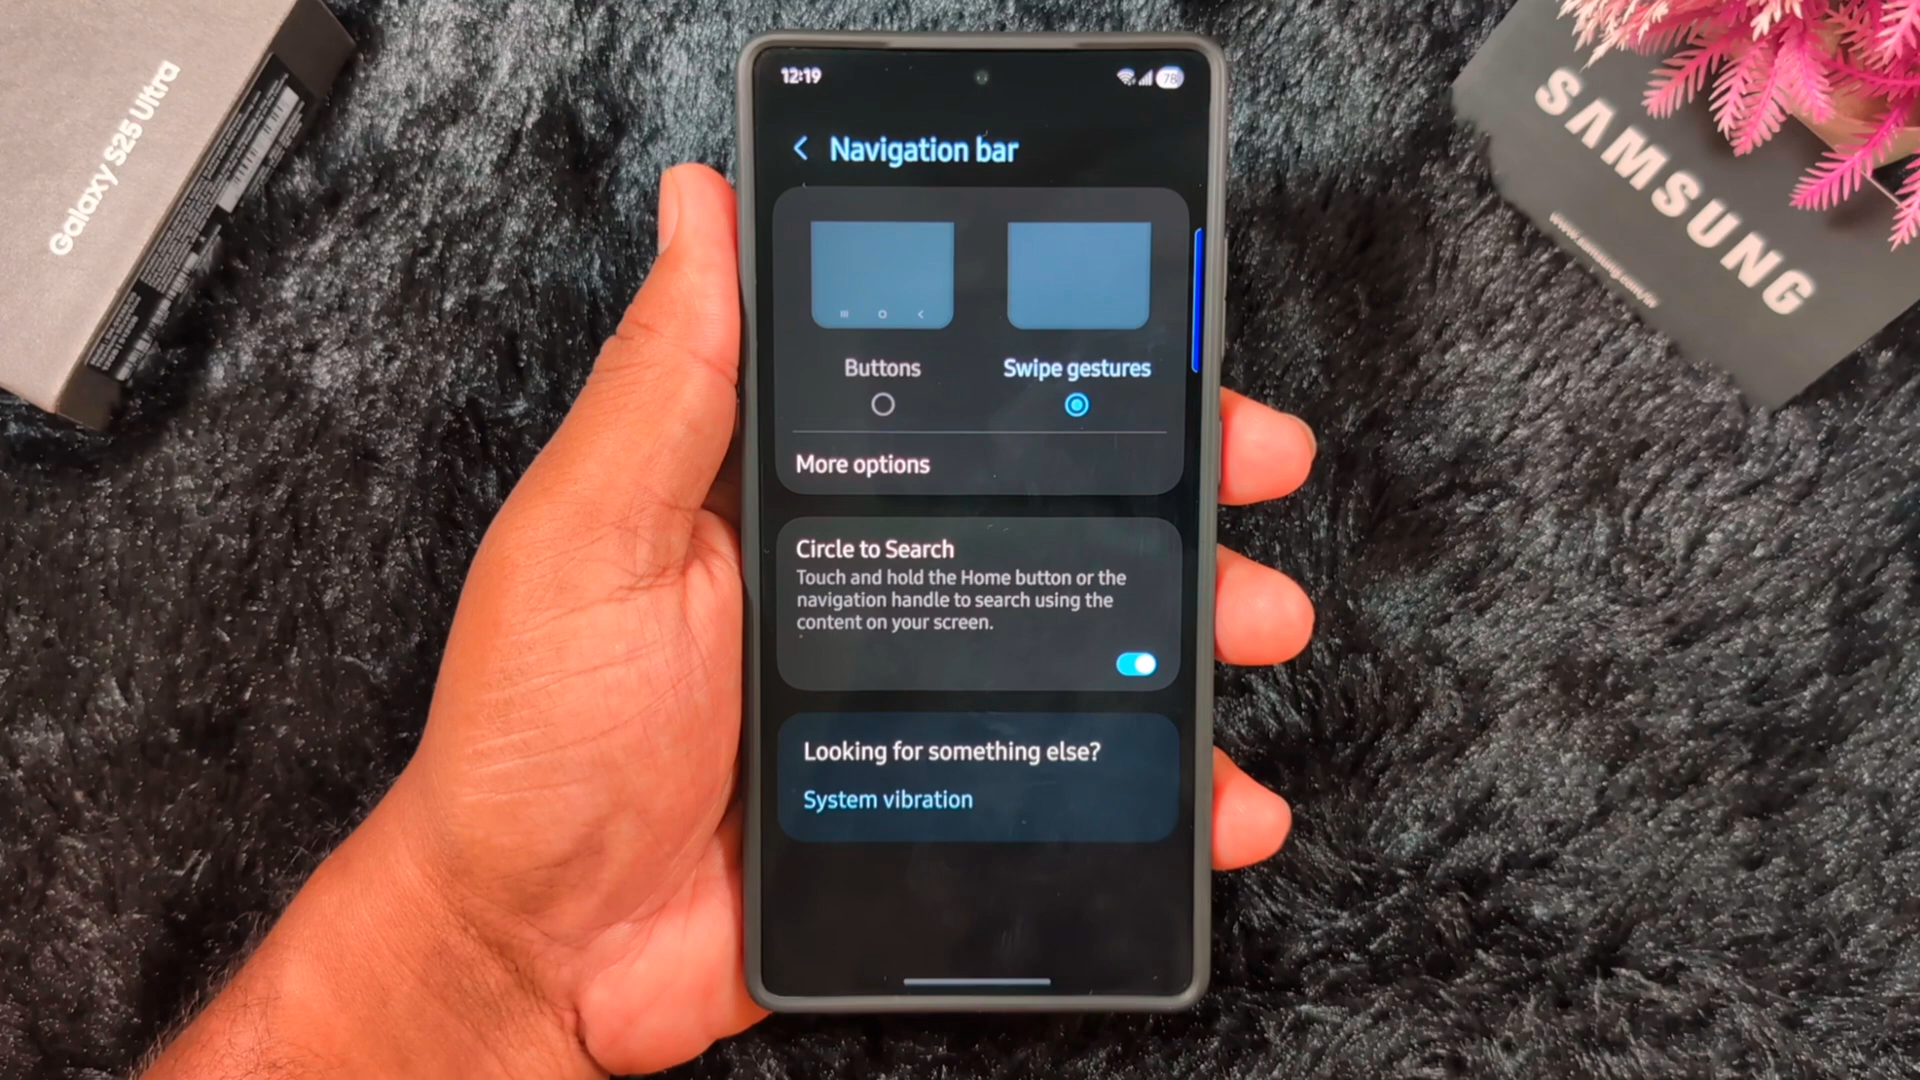 Galaxy S25 Ultra
SAMSUNG
12:19
78
Navigation bar
Buttons
Swipe gestures
More options
Circle to Search
Touch and hold the Home button or the
navigation handle to search using the
content on your screen.
Looking for something else?
System vibration